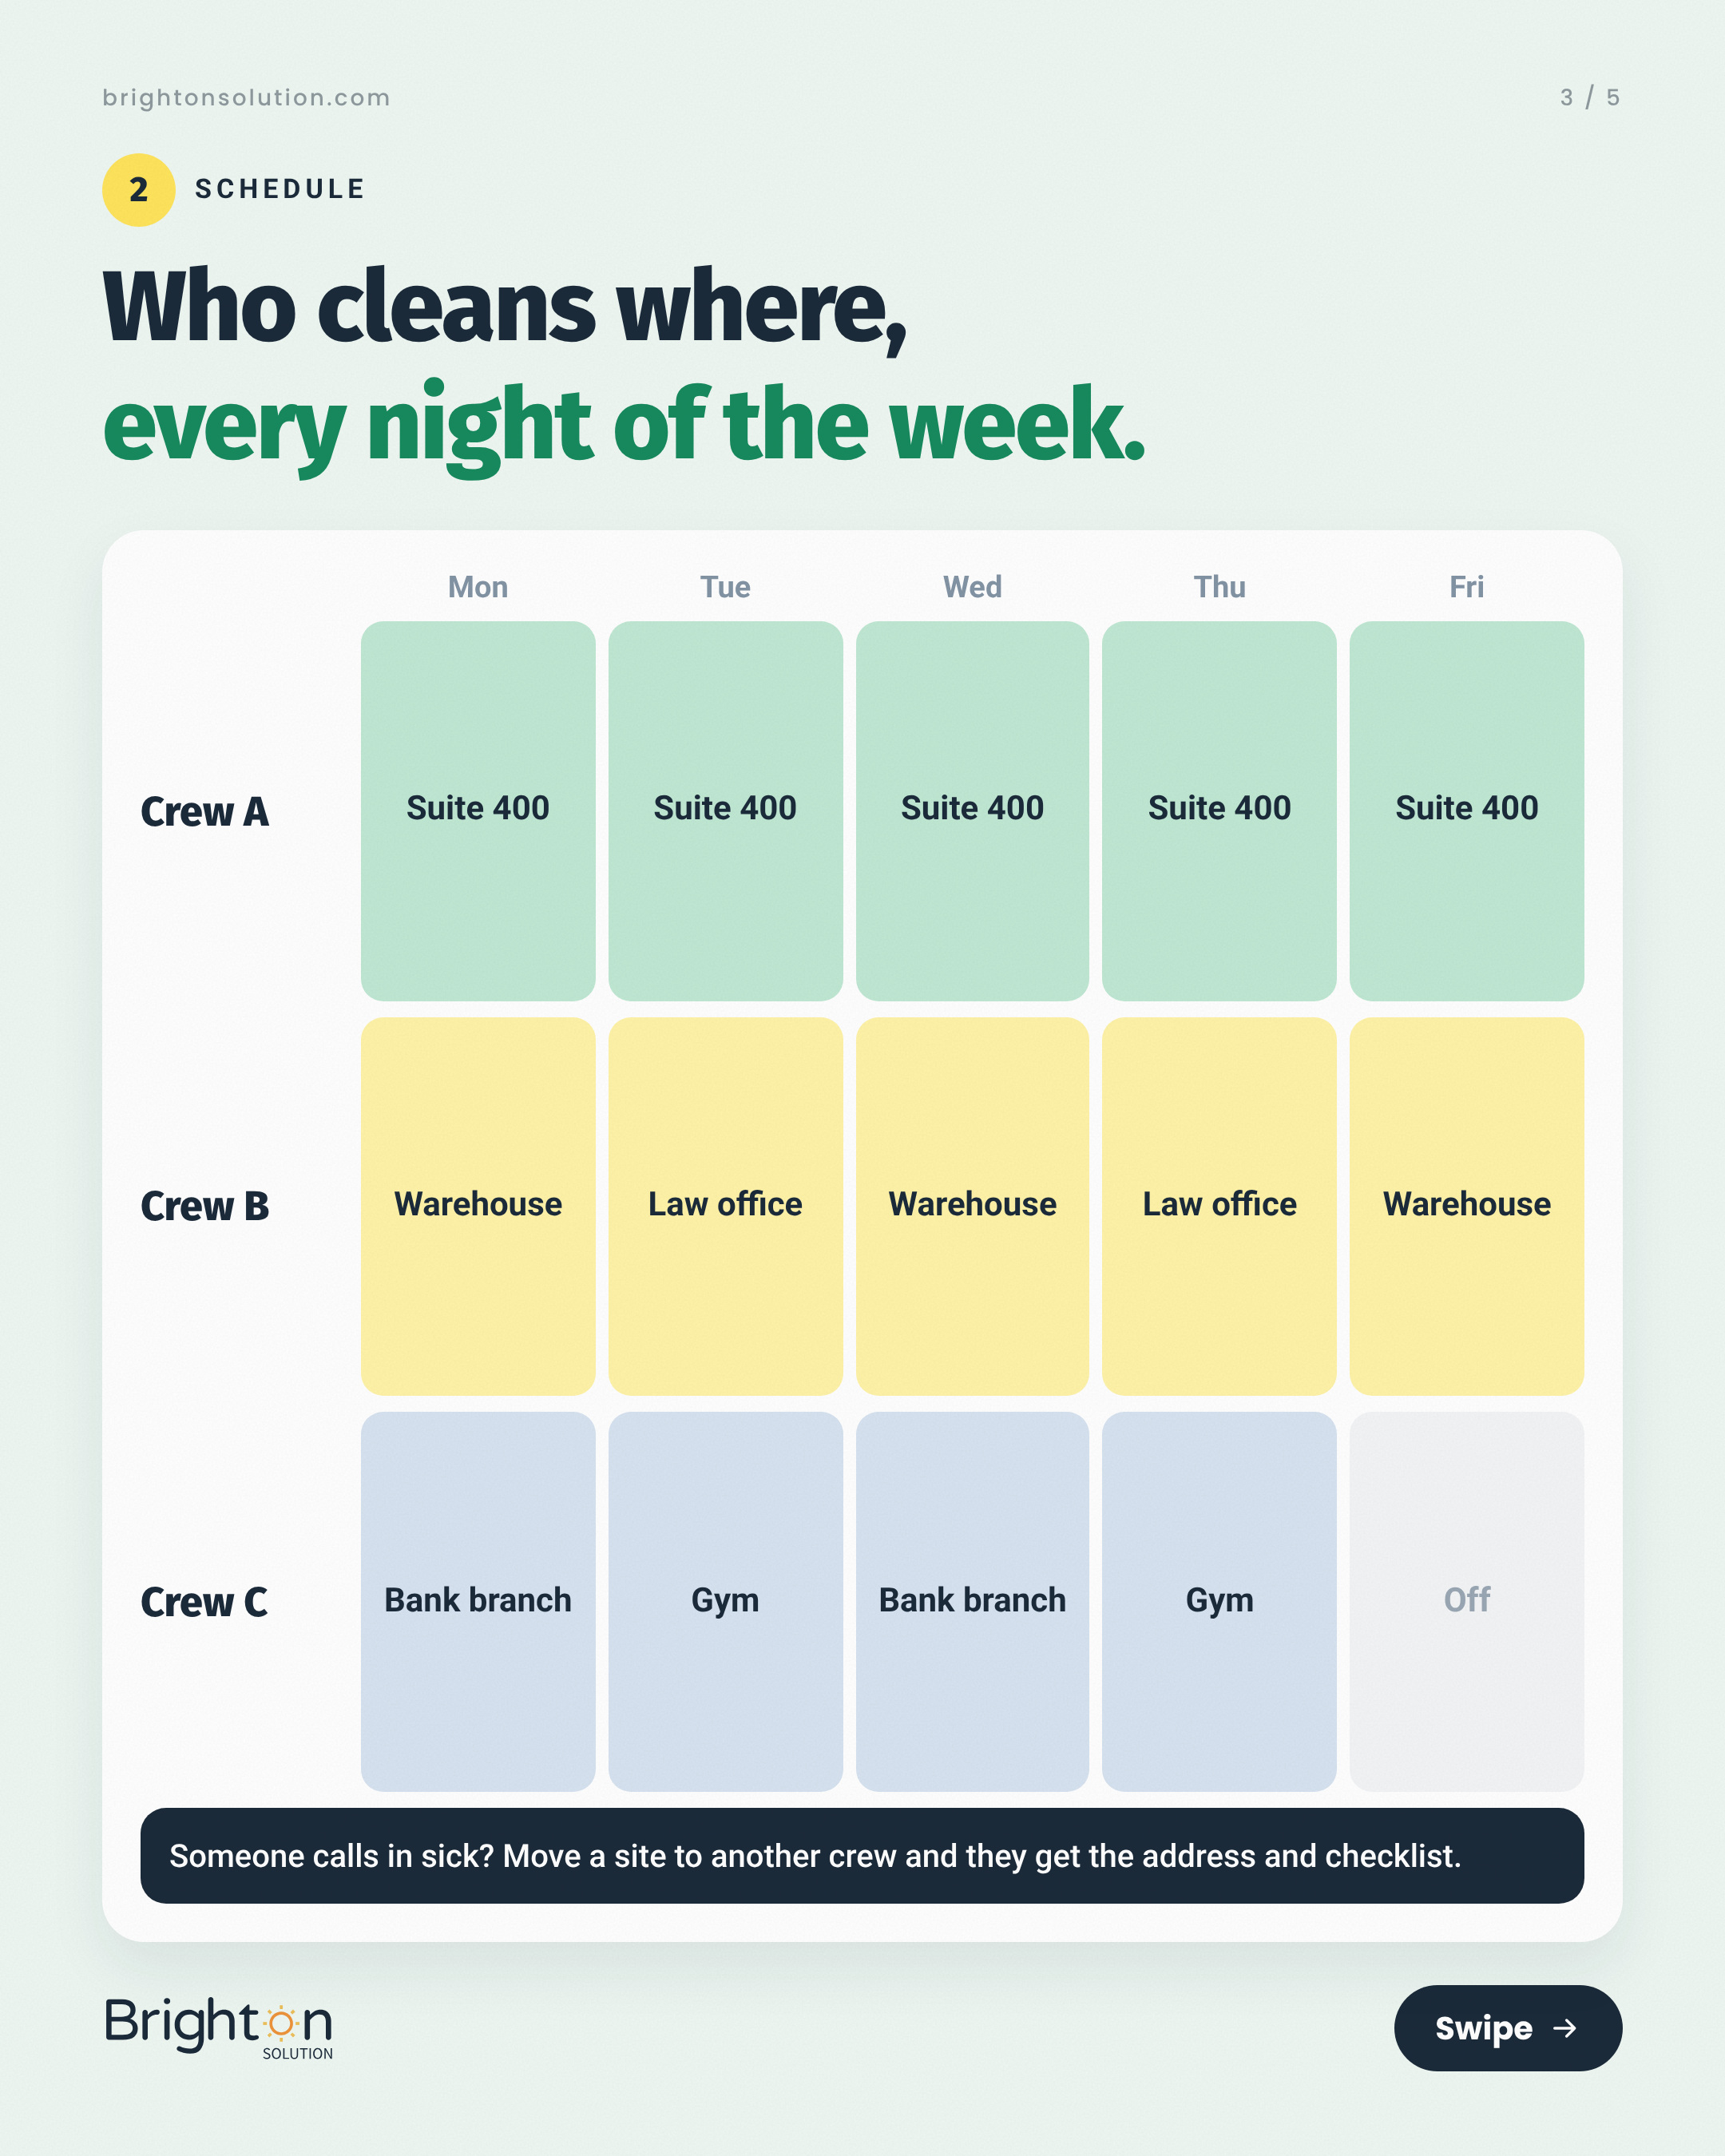 brightonsolution.com
3 / 5
2 SCHEDULE
Who cleans where,
every night of the week.
Mon Tue Wed Thu Fri
Crew A Suite 400 Suite 400 Suite 400 Suite 400 Suite 400
Crew B Warehouse Law office Warehouse Law office Warehouse
Crew C Bank branch Gym Bank branch Gym Off
Someone calls in sick? Move a site to another crew and they get the address and checklist.
Brighton
SOLUTION
Swipe →